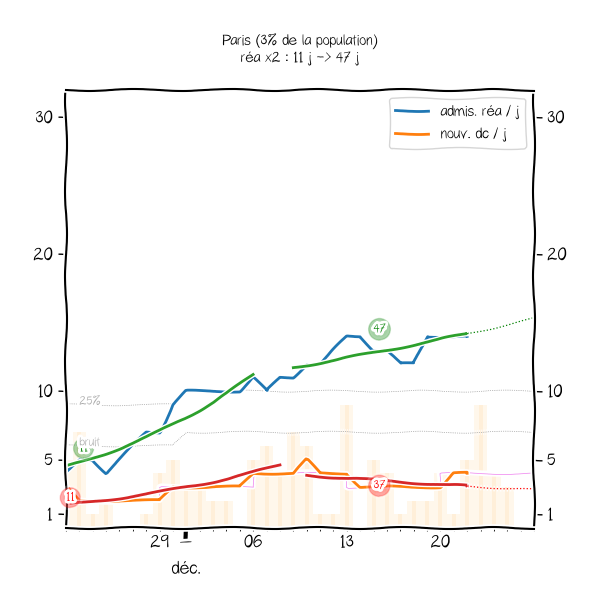 Paris (3% de la population)
réa x2 : 11 j -> 47 j
admis. réa / j
nouv. dc / j
30 30
20 20
47
10 10
25%
bruit
11
5 5
37
11
1 1
29 06 13 20
déc.